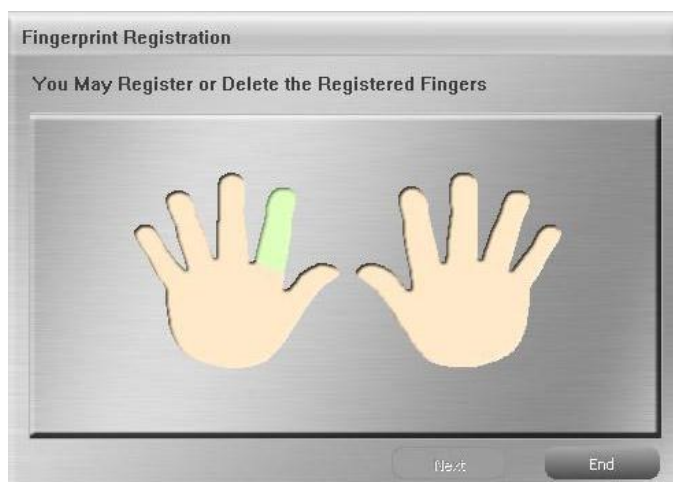 Fingerprint Registration
You May Register or Delete the Registered Fingers
Next
End